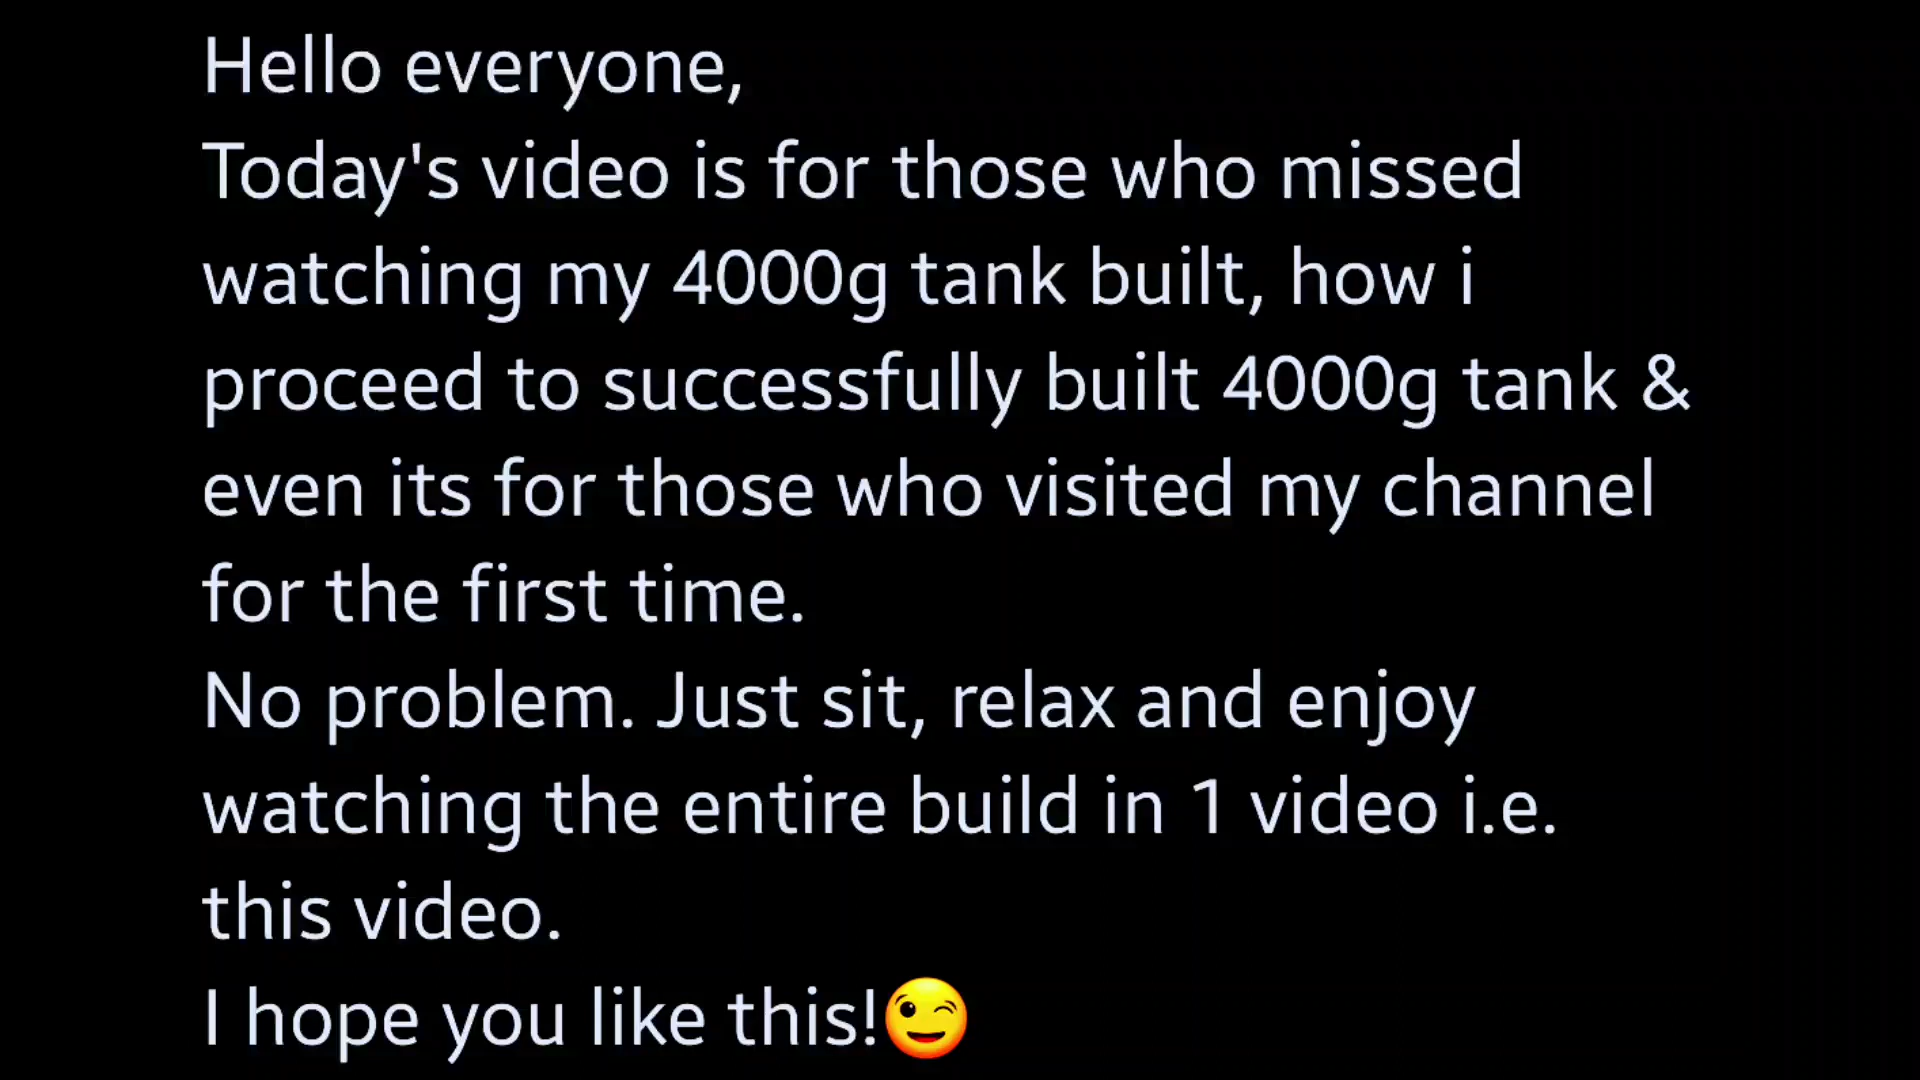 Hello everyone,
Today's video is for those who missed
watching my 4000g tank built, how i
proceed to successfully built 4000g tank &
even its for those who visited my channel
for the first time.
No problem. Just sit, relax and enjoy
watching the entire build in 1 video i.e.
this video.
I hope you like this!😉